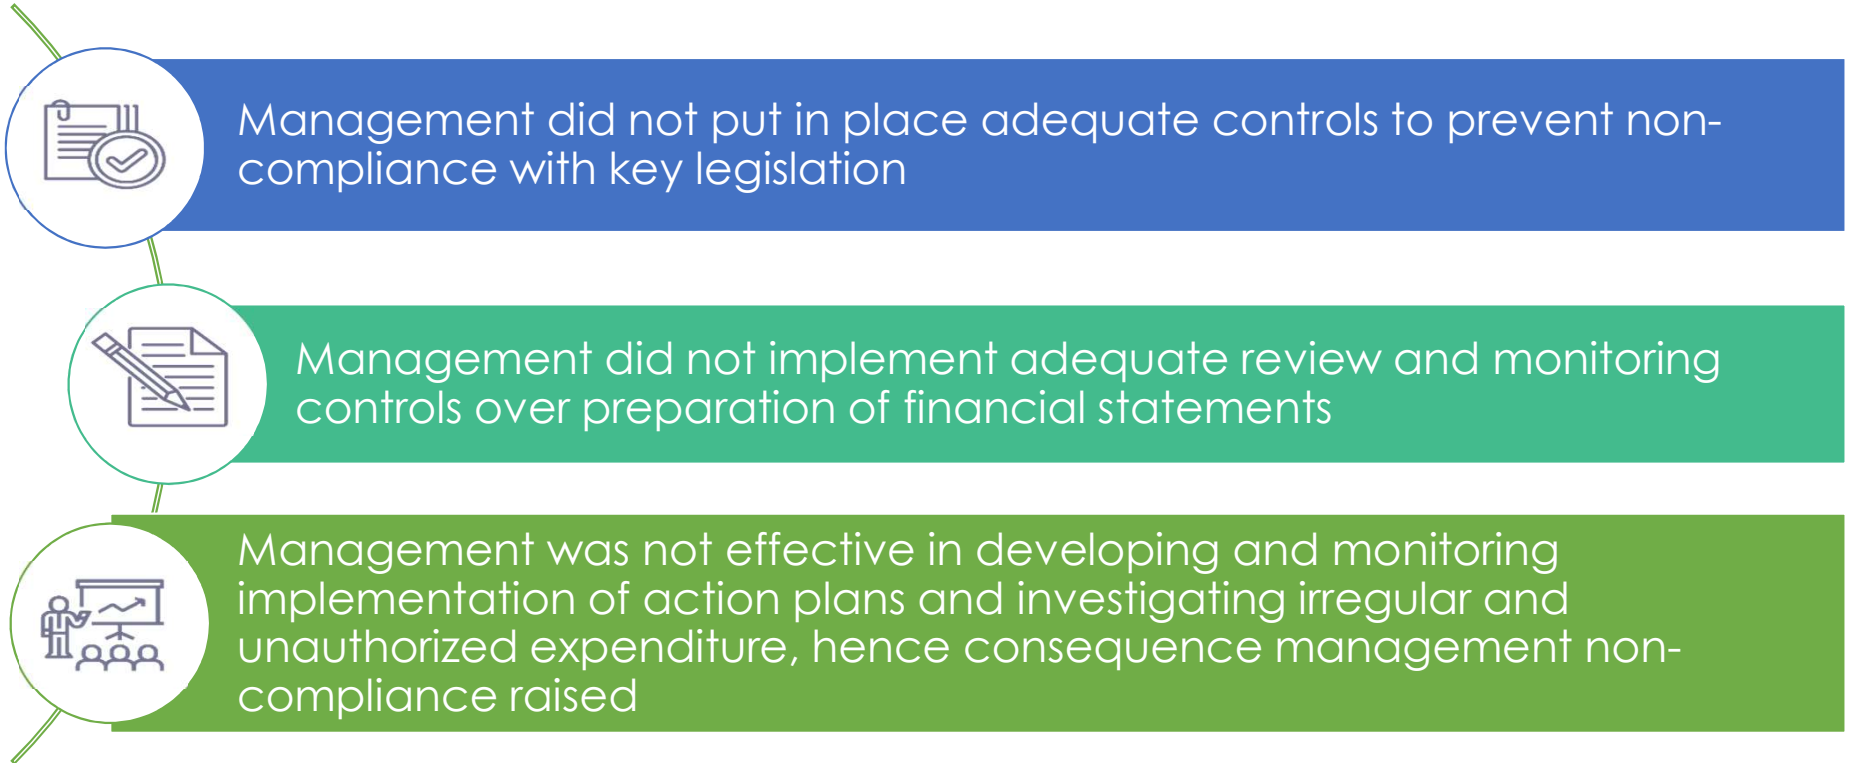 Management did not put in place adequate controls to prevent non-
compliance with key legislation
Management did not implement adequate review and monitoring
controls over preparation of financial statements
Management was not effective in developing and monitoring
implementation of action plans and investigating irregular and
unauthorized expenditure, hence consequence management non-
compliance raised